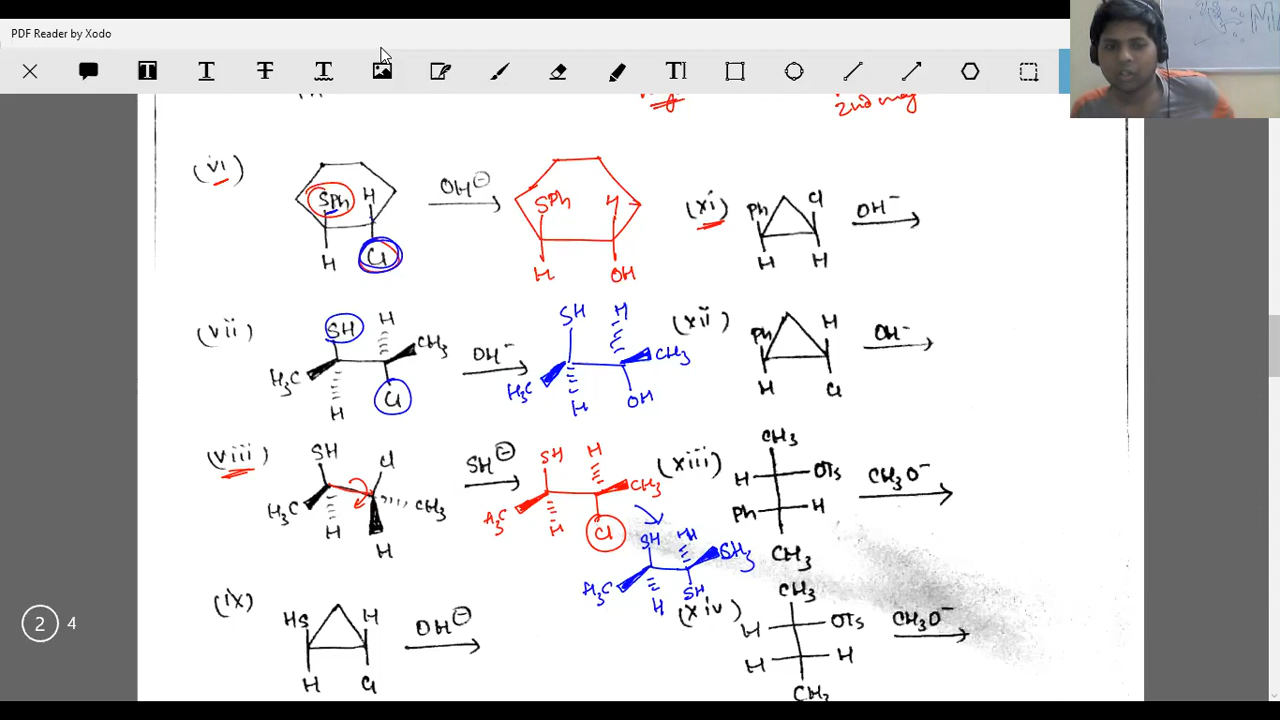 PDF Reader by Xodo
2nd way
(vi)
SPh H
H Cl
OH⊖
SPh H
H OH
(xi)
Ph Cl
H H
OH⁻
(vii)
SH H
H₃C CH₃
H Cl
OH⁻
SH H
H₃C CH₃
H OH
(xii)
Ph H
H Cl
OH⁻
(viii)
SH Cl
H₃C CH₃
H H
SH⊖
SH H
H₃C CH₃
H Cl
SH H
H₃C SH₃
H SH
(xiii)
CH₃
H OTs
Ph H
CH₃
CH₃O⁻
(ix)
HS H
H Cl
OH⊖
(xiv)
CH₃
H OTs
H H
CH₃
CH₃O⁻
2 4